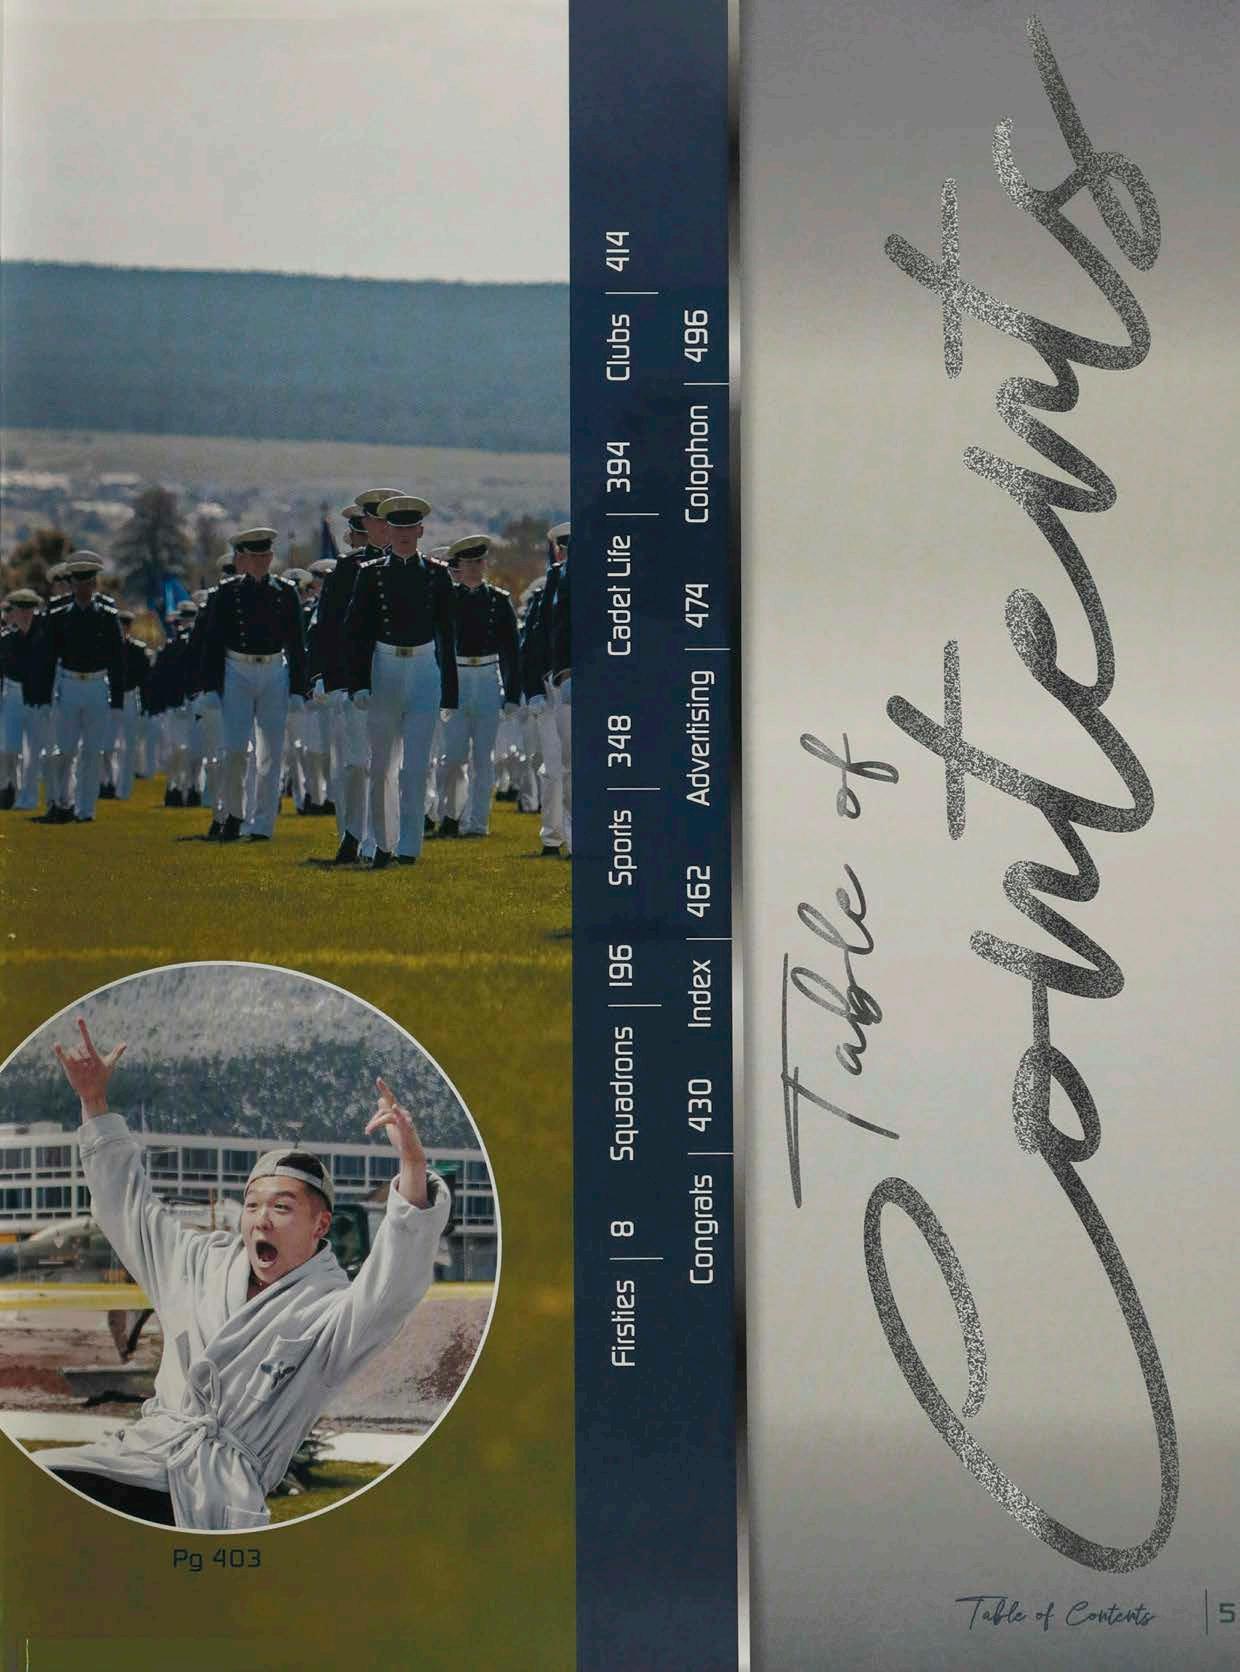 Table of
Contents
Firsties | 8 Squadrons | 196 Sports | 348 Cadet Life | 394 Clubs | 414
Congrats | 430 Index | 462 Advertising | 474 Colophon | 496
Pg 403
Table of Contents | 5